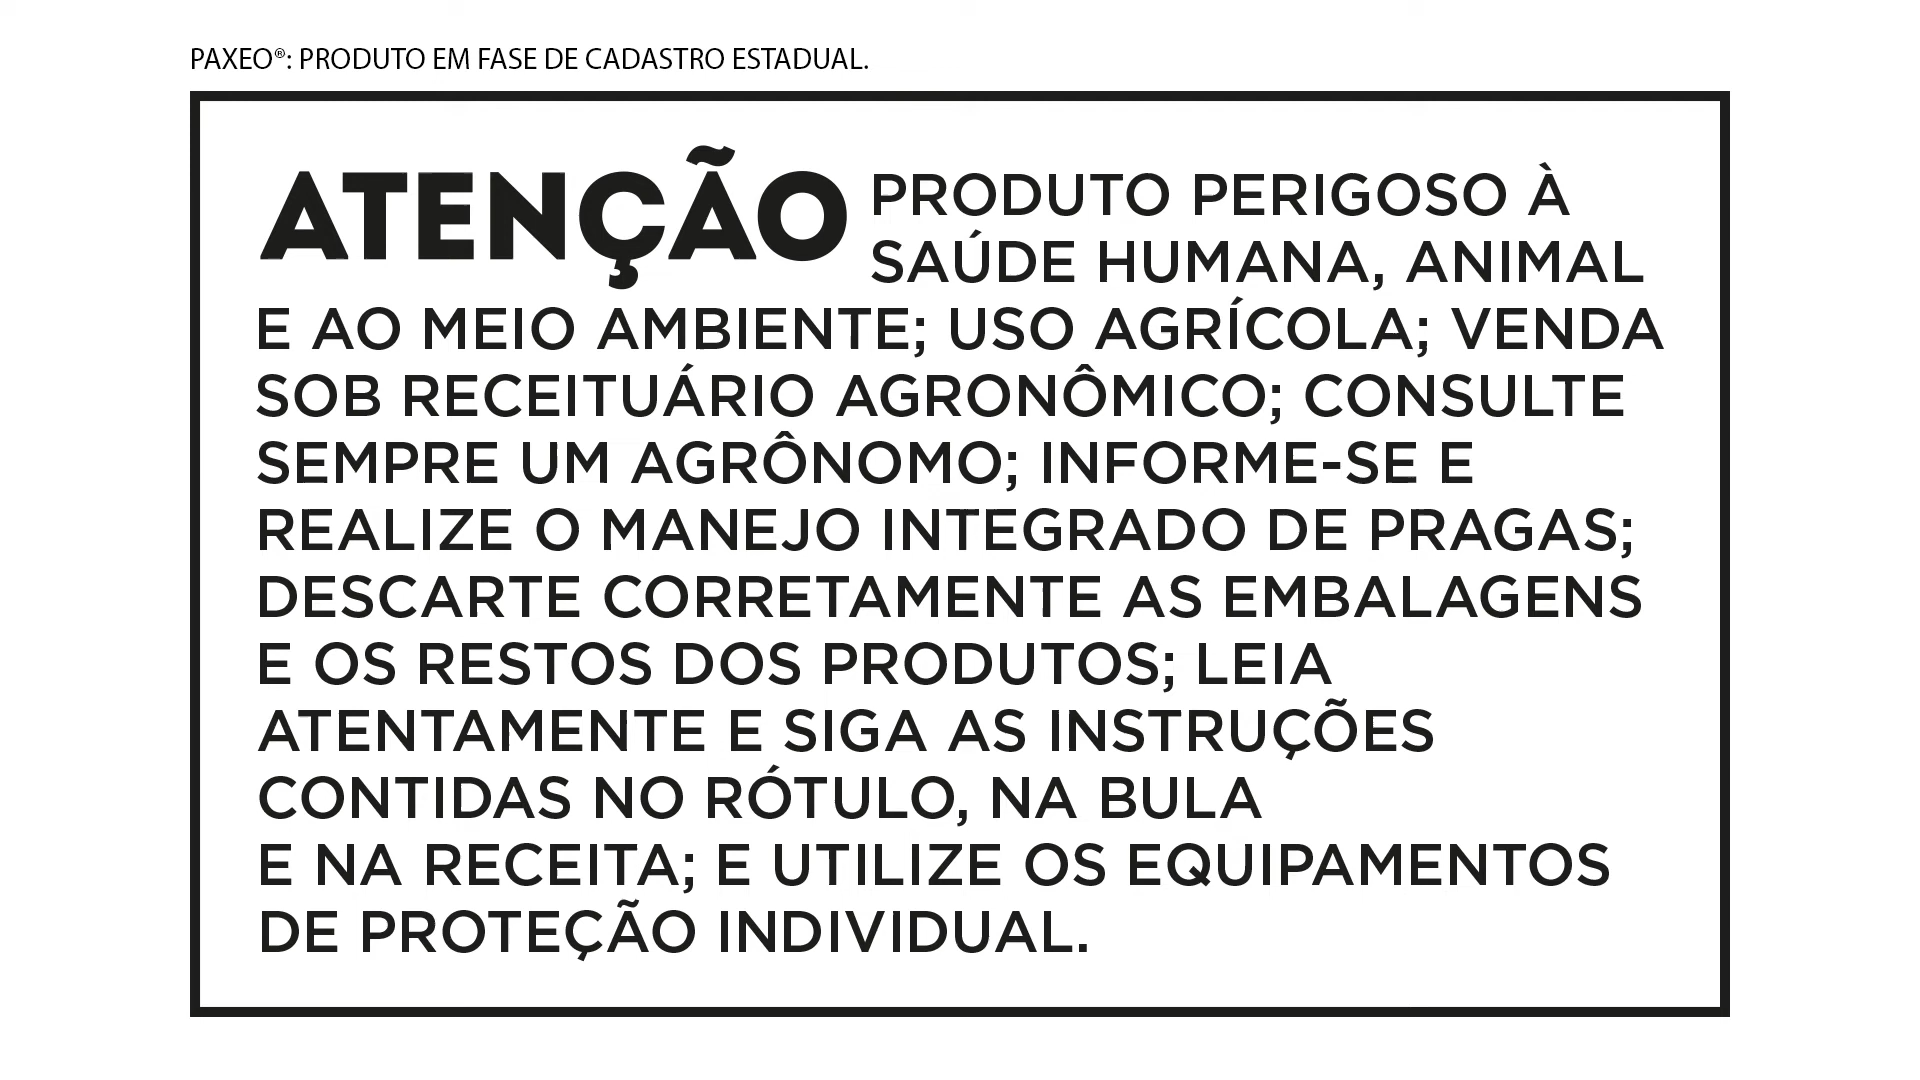 PAXEO®: PRODUTO EM FASE DE CADASTRO ESTADUAL.
ATENÇÃO PRODUTO PERIGOSO À
SAÚDE HUMANA, ANIMAL
E AO MEIO AMBIENTE; USO AGRÍCOLA; VENDA
SOB RECEITUÁRIO AGRONÔMICO; CONSULTE
SEMPRE UM AGRÔNOMO; INFORME-SE E
REALIZE O MANEJO INTEGRADO DE PRAGAS;
DESCARTE CORRETAMENTE AS EMBALAGENS
E OS RESTOS DOS PRODUTOS; LEIA
ATENTAMENTE E SIGA AS INSTRUÇÕES
CONTIDAS NO RÓTULO, NA BULA
E NA RECEITA; E UTILIZE OS EQUIPAMENTOS
DE PROTEÇÃO INDIVIDUAL.